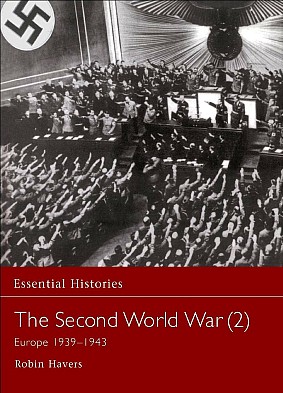 Essential Histories
The Second World War (2)
Europe 1939–1943
Robin Havers